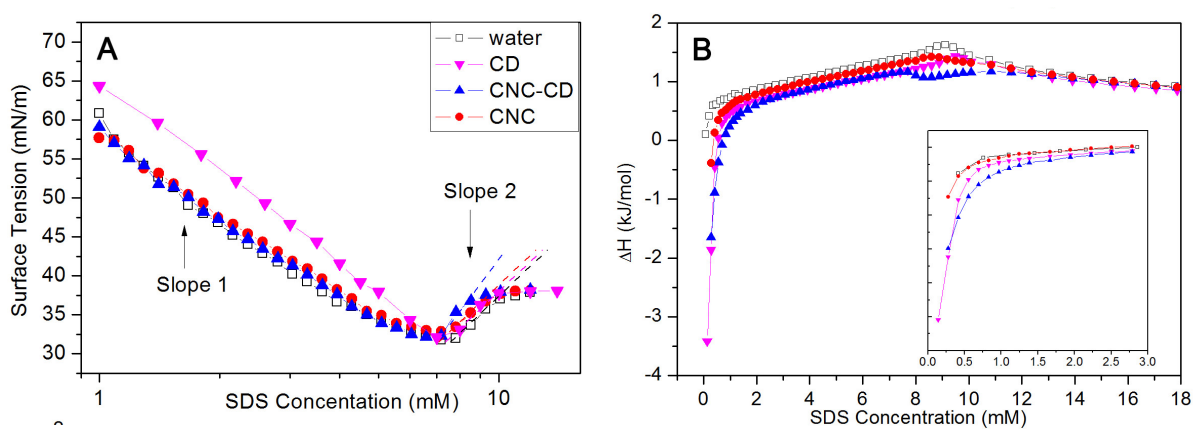 A
water
CD
CNC-CD
CNC
Slope 1
Slope 2
Surface Tension (mN/m)
70
65
60
55
50
45
40
35
30
1
10
SDS Concentation (mM)
B
ΔH (kJ/mol)
2
1
0
-1
-2
-3
-4
0.0
0.5
1.0
1.5
2.0
2.5
3.0
0
2
4
6
8
10
12
14
16
18
SDS Concentration (mM)